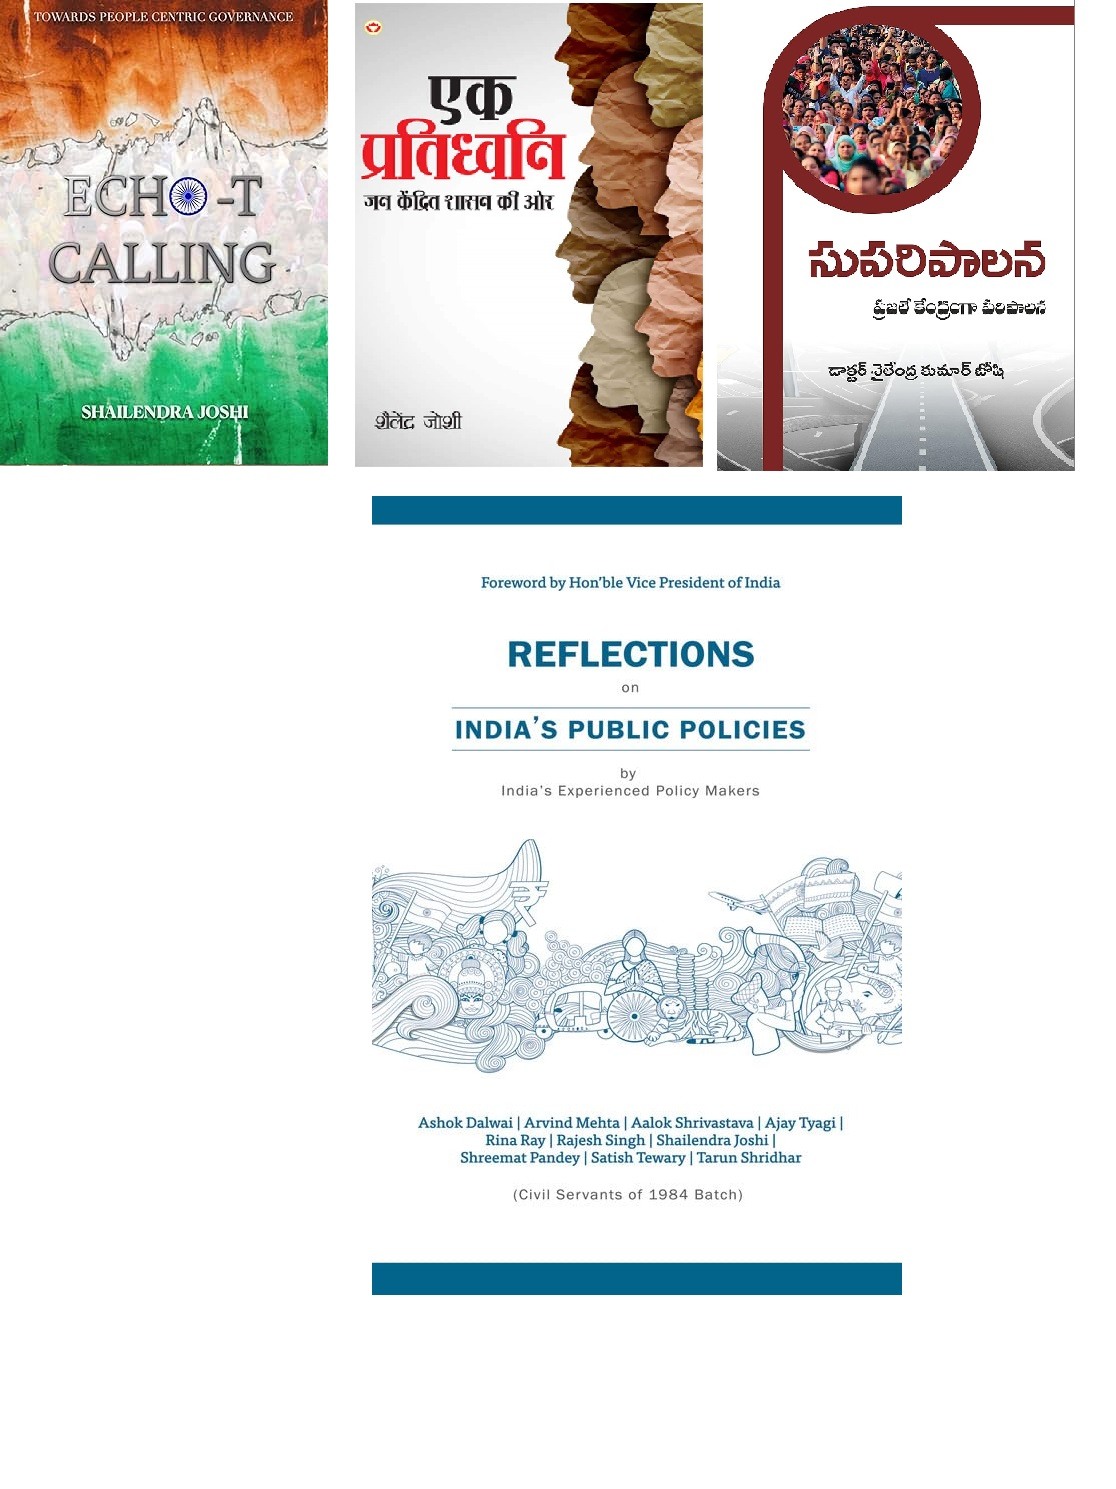 TOWARDS PEOPLE CENTRIC GOVERNANCE
ECHO-T
CALLING
SHAILENDRA JOSHI
एक
प्रतिध्वनि
जन केंद्रित शासन की ओर
शैलेंद्र जोशी
సుపరిపాలన
ప్రజలే కేంద్రంగా పరిపాలన
డాక్టర్ శైలేంద్ర కుమార్ జోషి
Foreword by Hon'ble Vice President of India
REFLECTIONS
on
INDIA'S PUBLIC POLICIES
by
India's Experienced Policy Makers
Ashok Dalwai | Arvind Mehta | Aalok Shrivastava | Ajay Tyagi |
Rina Ray | Rajesh Singh | Shailendra Joshi |
Shreemat Pandey | Satish Tewary | Tarun Shridhar
(Civil Servants of 1984 Batch)